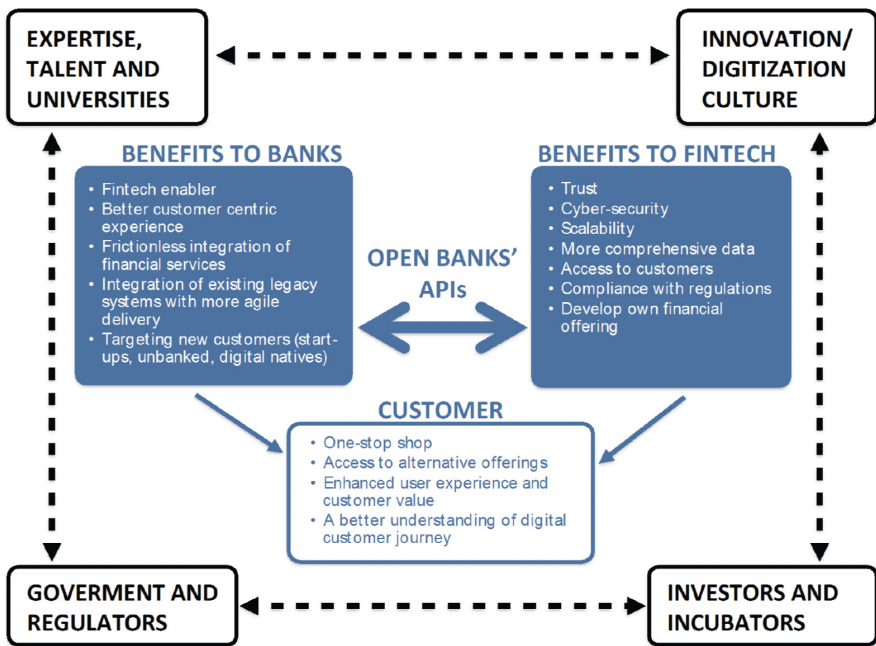 EXPERTISE,
TALENT AND
UNIVERSITIES
INNOVATION/
DIGITIZATION
CULTURE
BENEFITS TO BANKS
• Fintech enabler
• Better customer centric
experience
• Frictionless integration of
financial services
• Integration of existing legacy
systems with more agile
delivery
• Targeting new customers (start-
ups, unbanked, digital natives)
OPEN BANKS'
APIs
BENEFITS TO FINTECH
• Trust
• Cyber-security
• Scalability
• More comprehensive data
• Access to customers
• Compliance with regulations
• Develop own financial
offering
CUSTOMER
• One-stop shop
• Access to alternative offerings
• Enhanced user experience and
customer value
• A better understanding of digital
customer journey
GOVERMENT AND
REGULATORS
INVESTORS AND
INCUBATORS